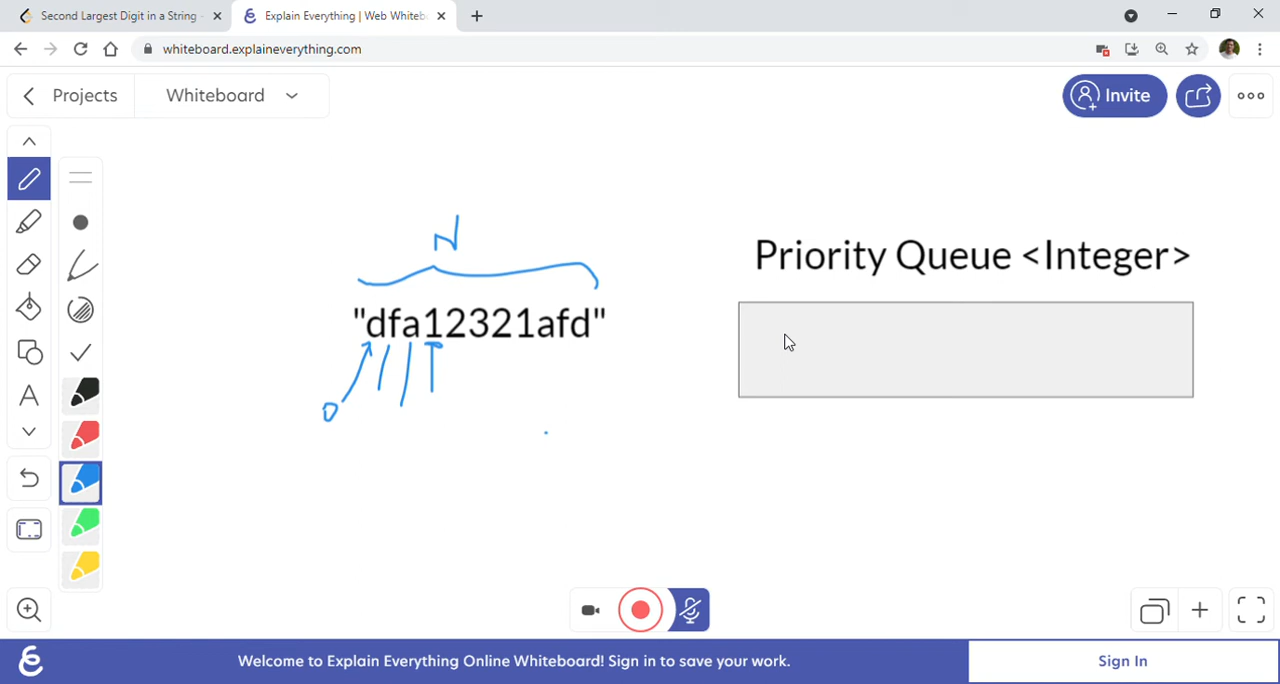 Second Largest Digit in a String
Explain Everything | Web Whiteb
whiteboard.explaineverything.com
Projects
Whiteboard
Invite
N
"dfa12321afd"
0
Priority Queue <Integer>
A
Welcome to Explain Everything Online Whiteboard! Sign in to save your work.
Sign In